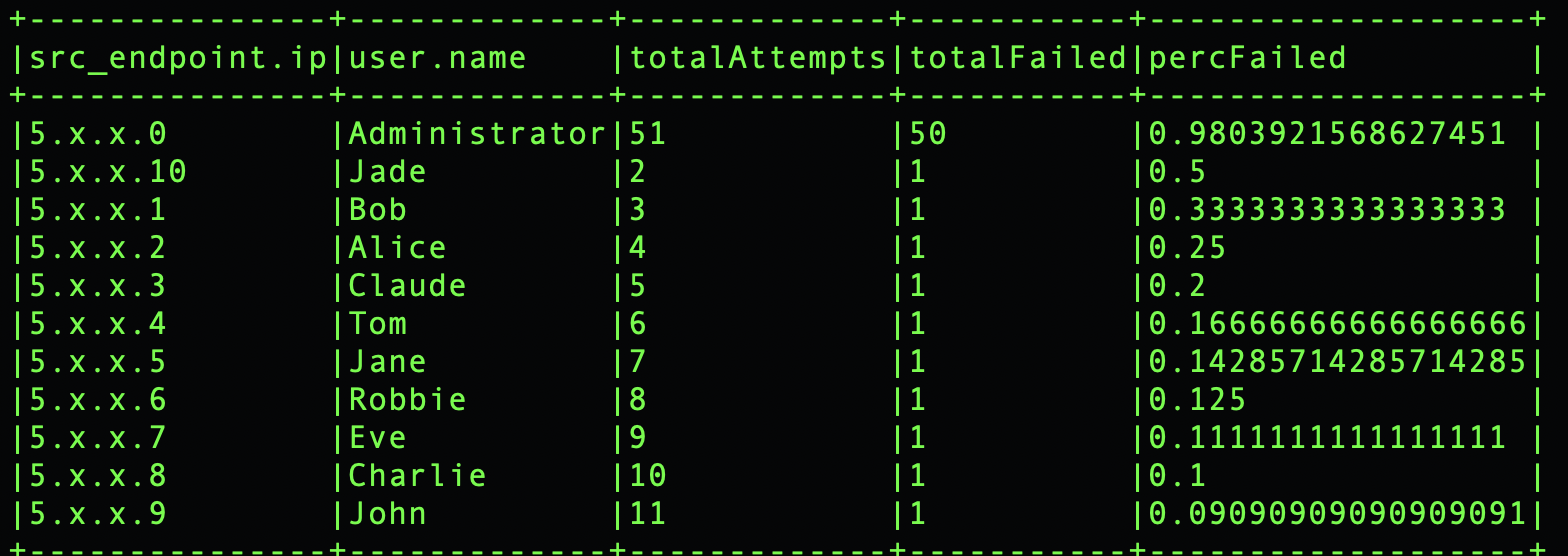 +---------------+-------------+-------------+-----------+-------------------+
|src_endpoint.ip|user.name    |totalAttempts|totalFailed|percFailed         |
+---------------+-------------+-------------+-----------+-------------------+
|5.x.x.0        |Administrator|51           |50         |0.9803921568627451 |
|5.x.x.10       |Jade         |2            |1          |0.5                |
|5.x.x.1        |Bob          |3            |1          |0.3333333333333333 |
|5.x.x.2        |Alice        |4            |1          |0.25               |
|5.x.x.3        |Claude       |5            |1          |0.2                |
|5.x.x.4        |Tom          |6            |1          |0.16666666666666666|
|5.x.x.5        |Jane         |7            |1          |0.14285714285714285|
|5.x.x.6        |Robbie       |8            |1          |0.125              |
|5.x.x.7        |Eve          |9            |1          |0.1111111111111111 |
|5.x.x.8        |Charlie      |10           |1          |0.1                |
|5.x.x.9        |John         |11           |1          |0.09090909090909091|
+---------------+-------------+-------------+-----------+-------------------+